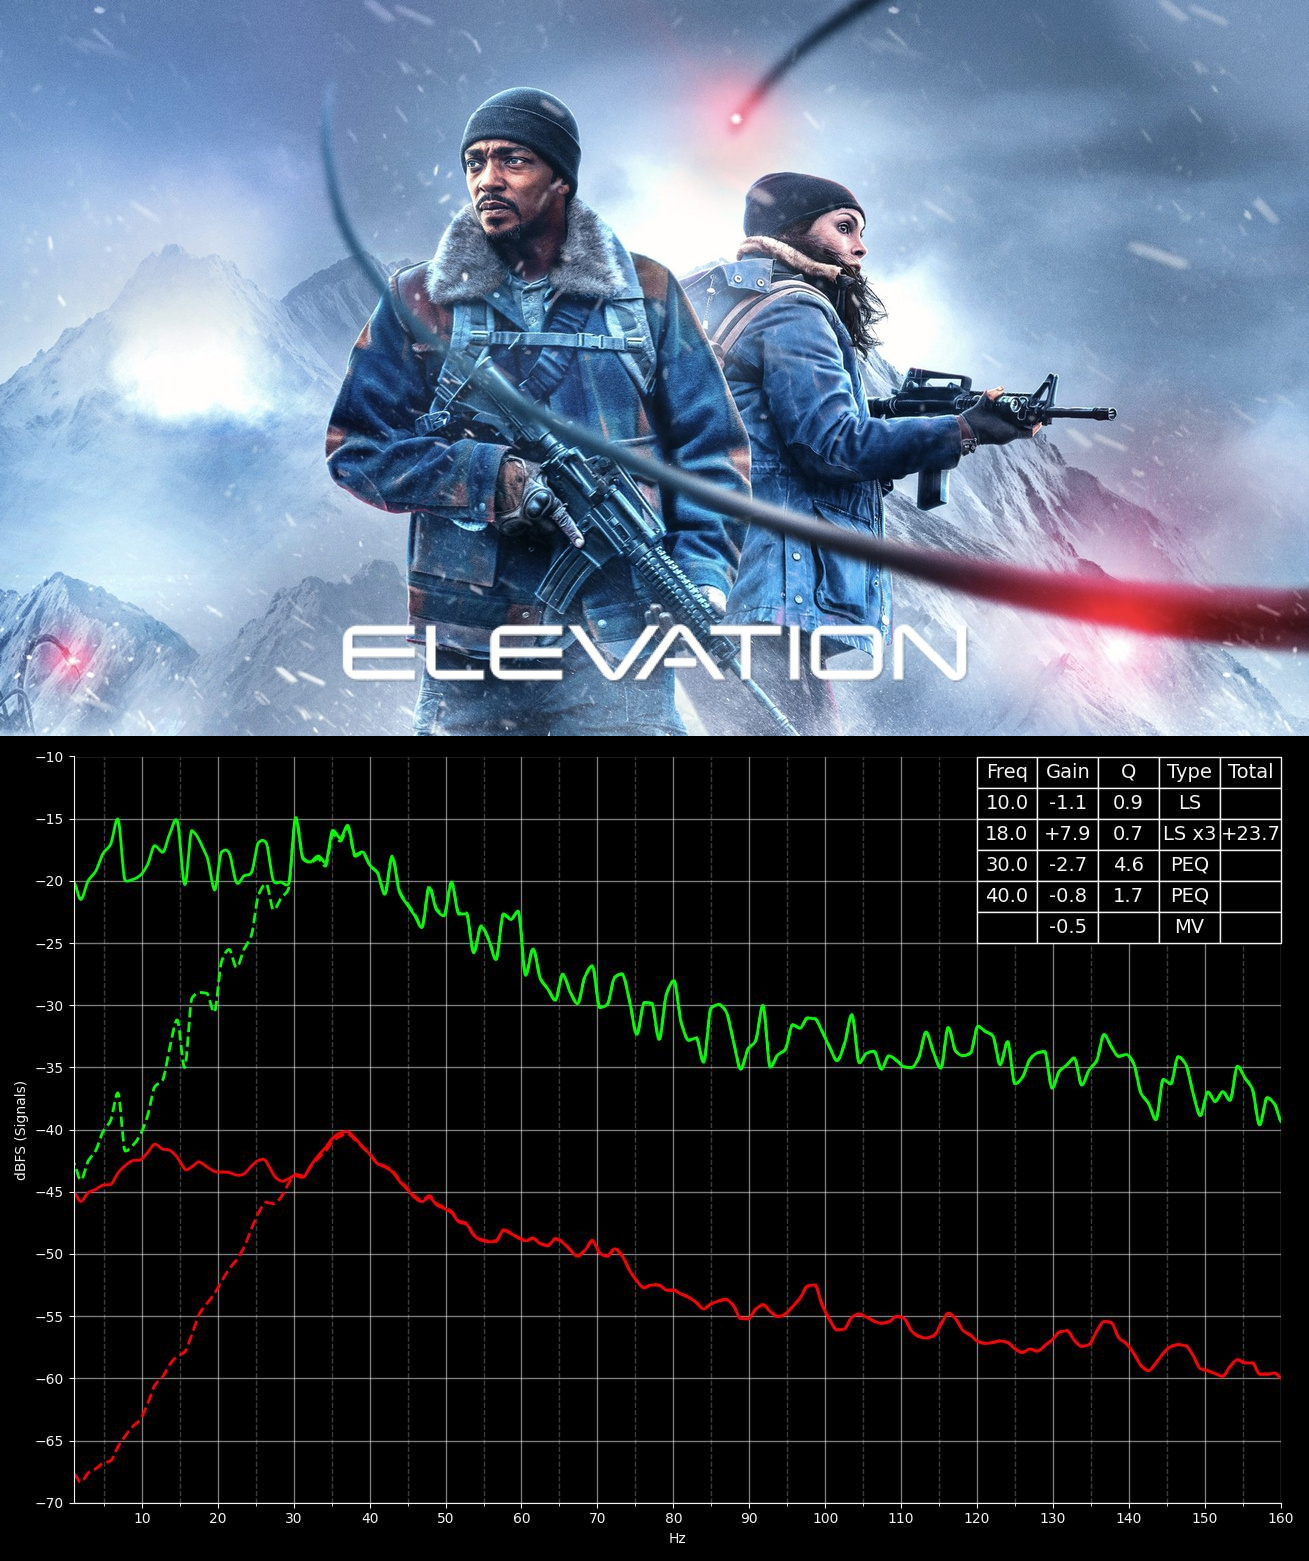 ELEVATION
Freq Gain Q Type Total
10.0 -1.1 0.9 LS
18.0 +7.9 0.7 LS x3 +23.7
30.0 -2.7 4.6 PEQ
40.0 -0.8 1.7 PEQ
-0.5 MV
−10
−15
−20
−25
−30
−35
−40
−45
−50
−55
−60
−65
−70
dBFS (Signals)
10 20 30 40 50 60 70 80 90 100 110 120 130 140 150 160
Hz